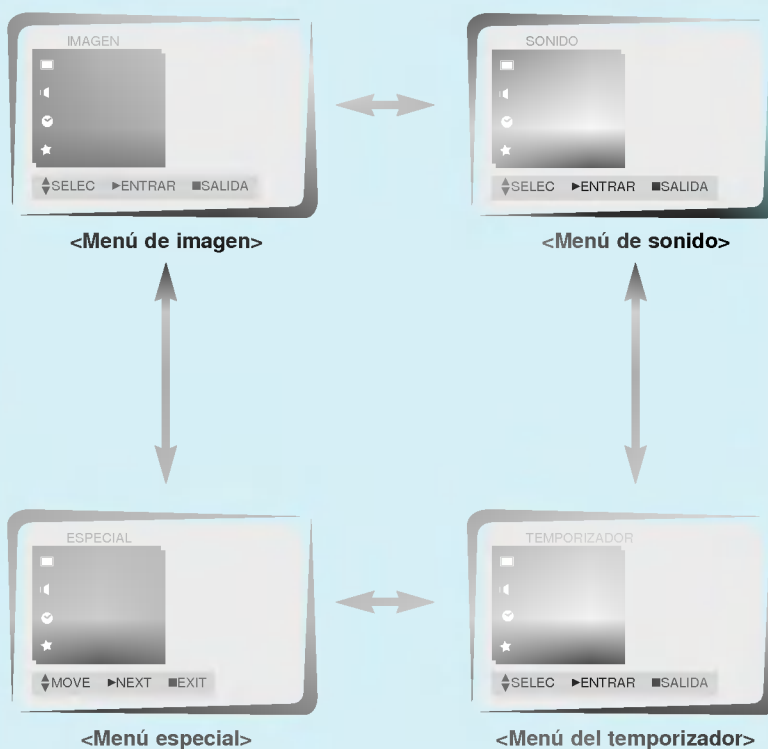 IMAGEN
▲▼SELEC ►ENTRAR ■SALIDA
<Menú de imagen>
SONIDO
▲▼SELEC ►ENTRAR ■SALIDA
<Menú de sonido>
ESPECIAL
▲▼MOVE ►NEXT ■EXIT
<Menú especial>
TEMPORIZADOR
▲▼SELEC ►ENTRAR ■SALIDA
<Menú del temporizador>